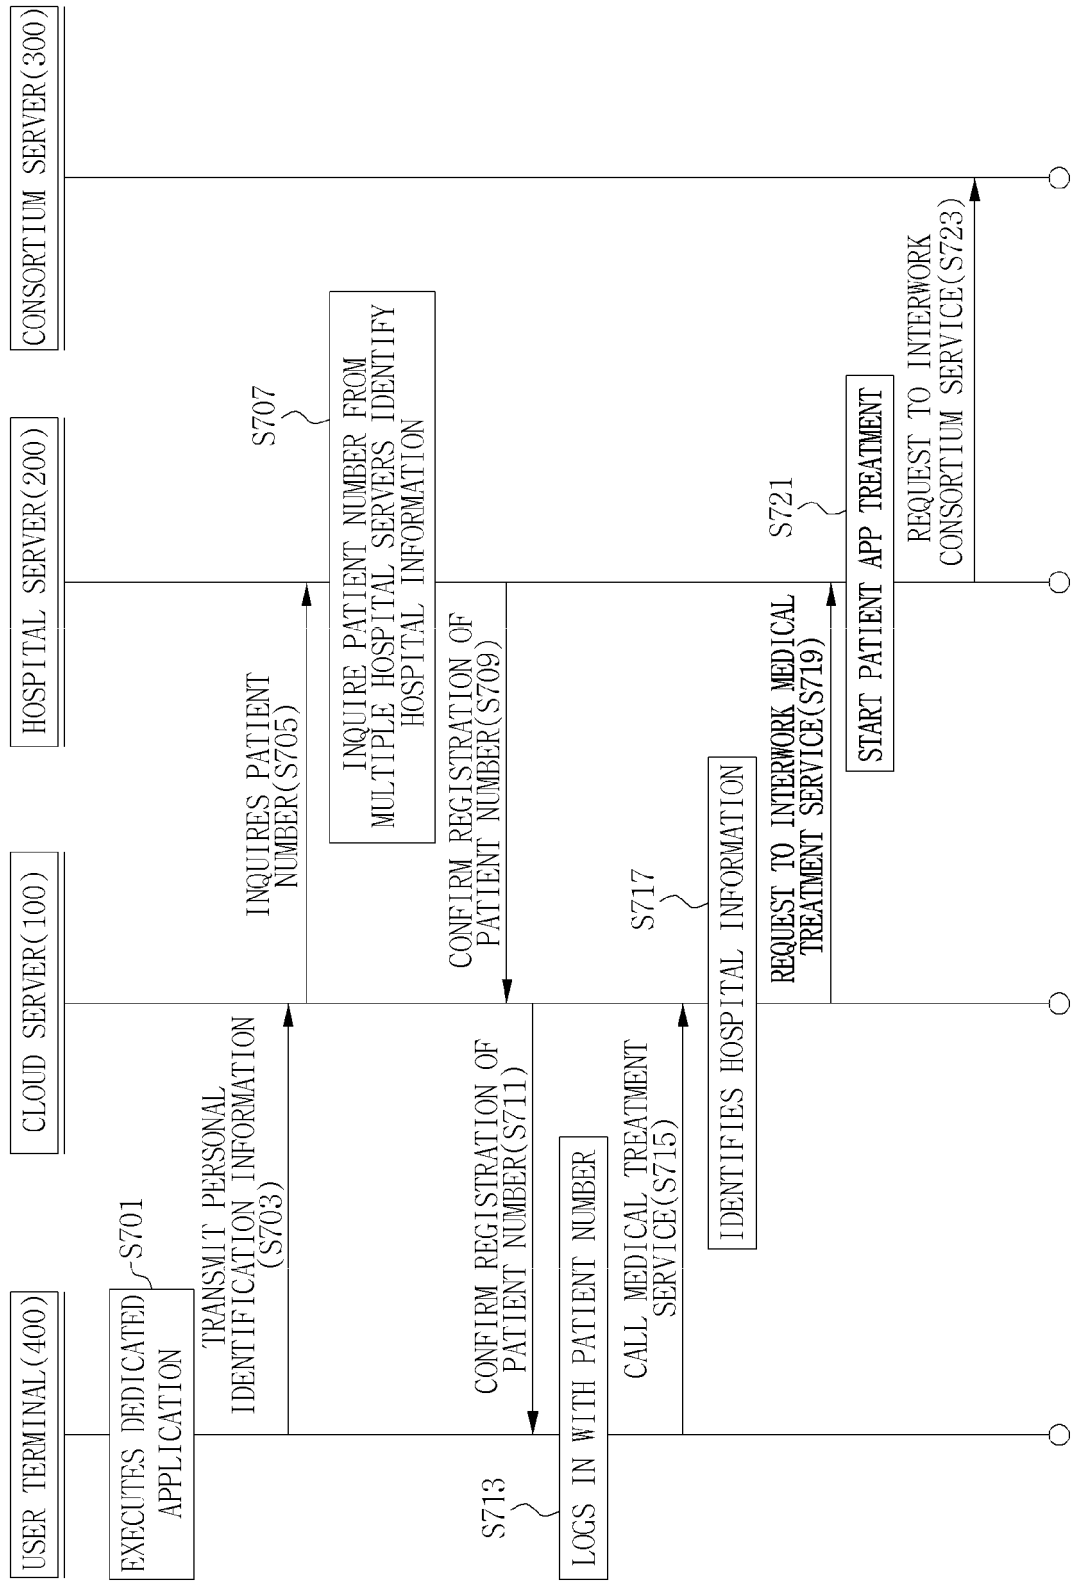 USER TERMINAL(400)
CLOUD SERVER(100)
HOSPITAL SERVER(200)
CONSORTIUM SERVER(300)
EXECUTES DEDICATED
APPLICATION
S701
TRANSMIT PERSONAL
IDENTIFICATION INFORMATION
(S703)
INQUIRES PATIENT
NUMBER(S705)
S707
INQUIRE PATIENT NUMBER FROM
MULTIPLE HOSPITAL SERVERS IDENTIFY
HOSPITAL INFORMATION
CONFIRM REGISTRATION OF
PATIENT NUMBER(S709)
CONFIRM REGISTRATION OF
PATIENT NUMBER(S711)
S713
LOGS IN WITH PATIENT NUMBER
CALL MEDICAL TREATMENT
SERVICE(S715)
S717
IDENTIFIES HOSPITAL INFORMATION
REQUEST TO INTERWORK MEDICAL
TREATMENT SERVICE(S719)
S721
START PATIENT APP TREATMENT
REQUEST TO INTERWORK
CONSORTIUM SERVICE(S723)